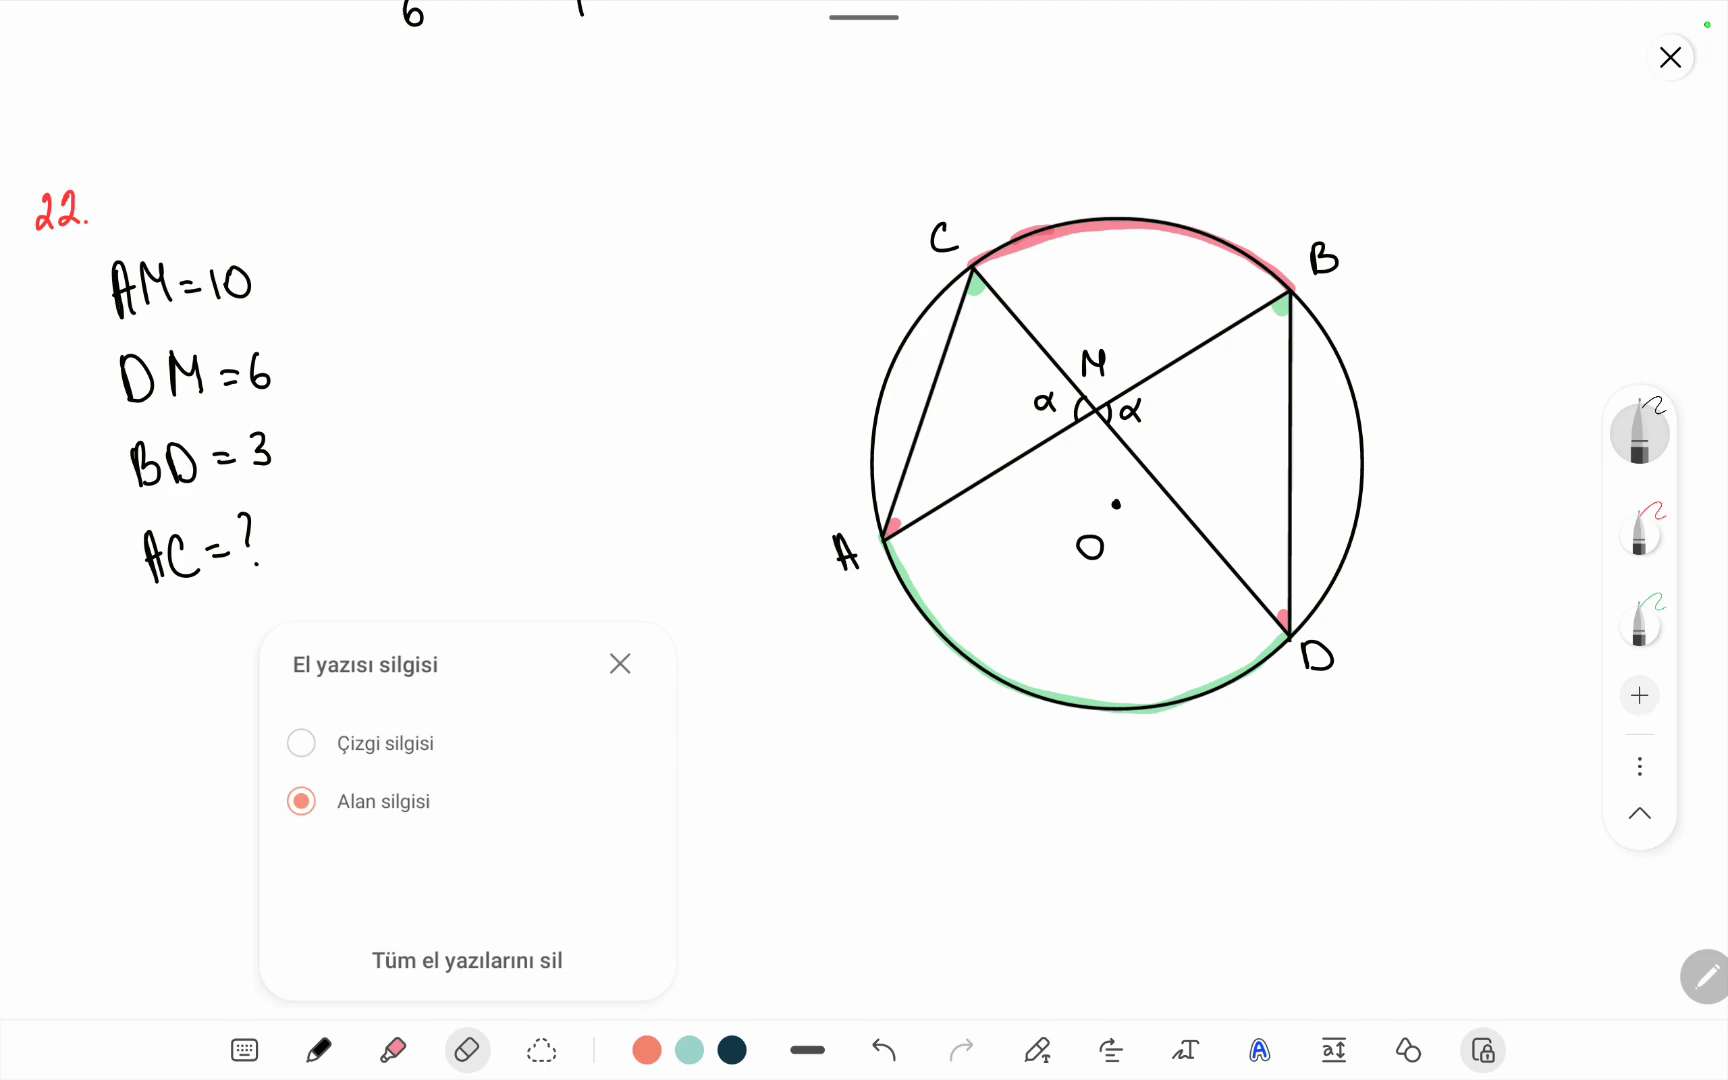 6
22.
AM=10
DM=6
BD=3
AC=?
C
B
M
α
α
A
O
D
El yazısı silgisi
Çizgi silgisi
Alan silgisi
Tüm el yazılarını sil